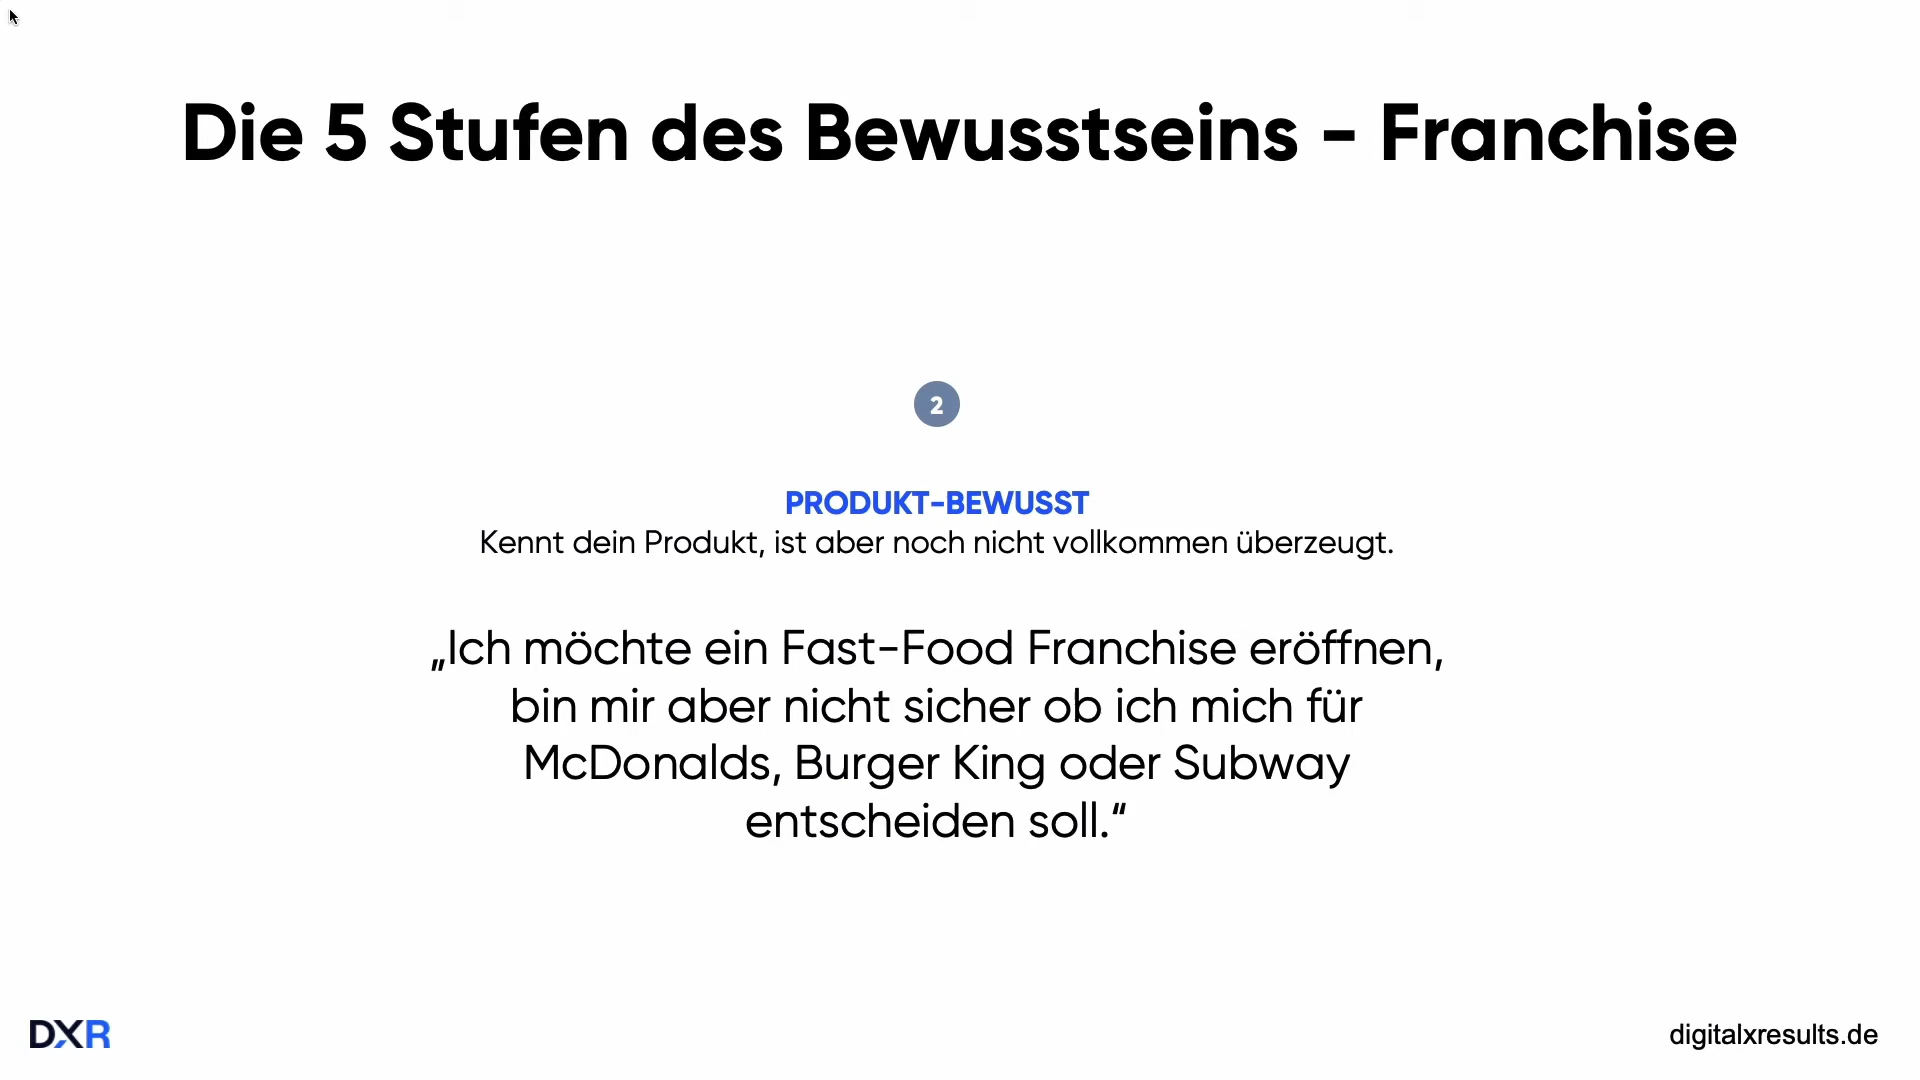 Die 5 Stufen des Bewusstseins - Franchise
2
PRODUKT-BEWUSST
Kennt dein Produkt, ist aber noch nicht vollkommen überzeugt.
„Ich möchte ein Fast-Food Franchise eröffnen,
bin mir aber nicht sicher ob ich mich für
McDonalds, Burger King oder Subway
entscheiden soll.“
DXR
digitalxresults.de